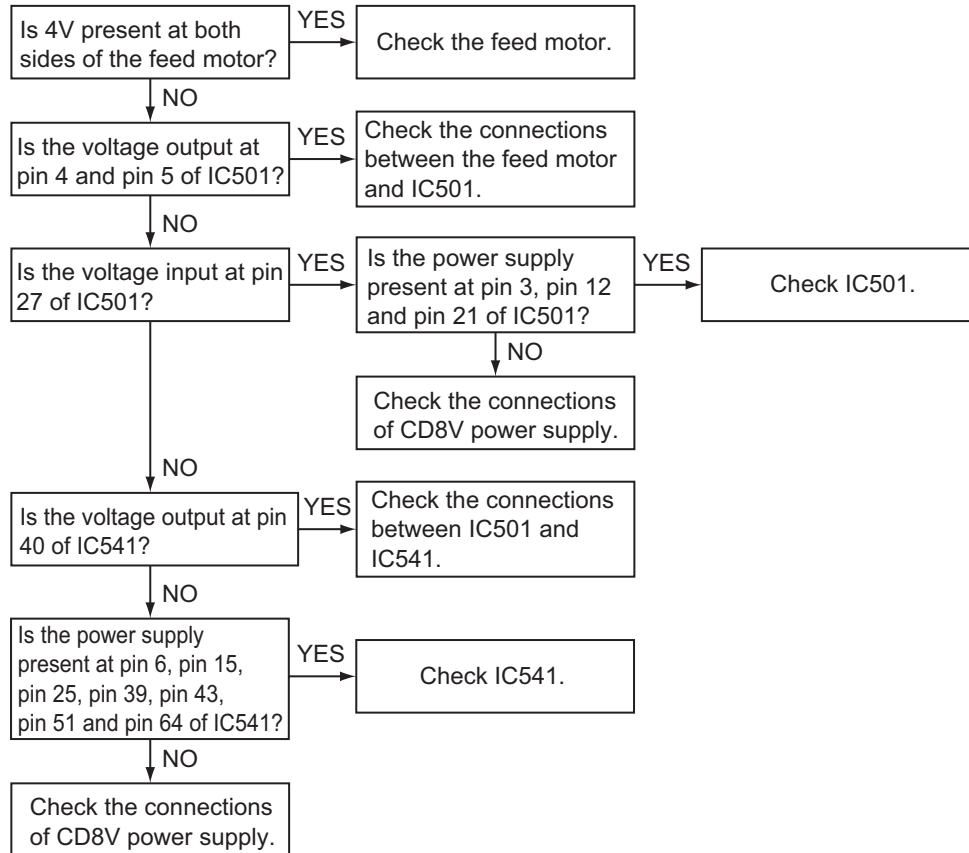 Is 4V present at both
sides of the feed motor?
YES
Check the feed motor.
NO
Is the voltage output at
pin 4 and pin 5 of IC501?
YES
Check the connections
between the feed motor
and IC501.
NO
Is the voltage input at pin
27 of IC501?
YES
Is the power supply
present at pin 3, pin 12
and pin 21 of IC501?
YES
Check IC501.
NO
Check the connections
of CD8V power supply.
NO
Is the voltage output at pin
40 of IC541?
YES
Check the connections
between IC501 and
IC541.
NO
Is the power supply
present at pin 6, pin 15,
pin 25, pin 39, pin 43,
pin 51 and pin 64 of IC541?
YES
Check IC541.
NO
Check the connections
of CD8V power supply.